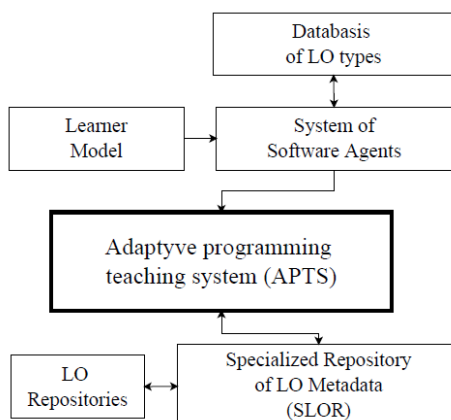 Databasis
of LO types
Learner
Model
System of
Software Agents
Adaptyve programming
teaching system (APTS)
LO
Repositories
Specialized Repository
of LO Metadata
(SLOR)